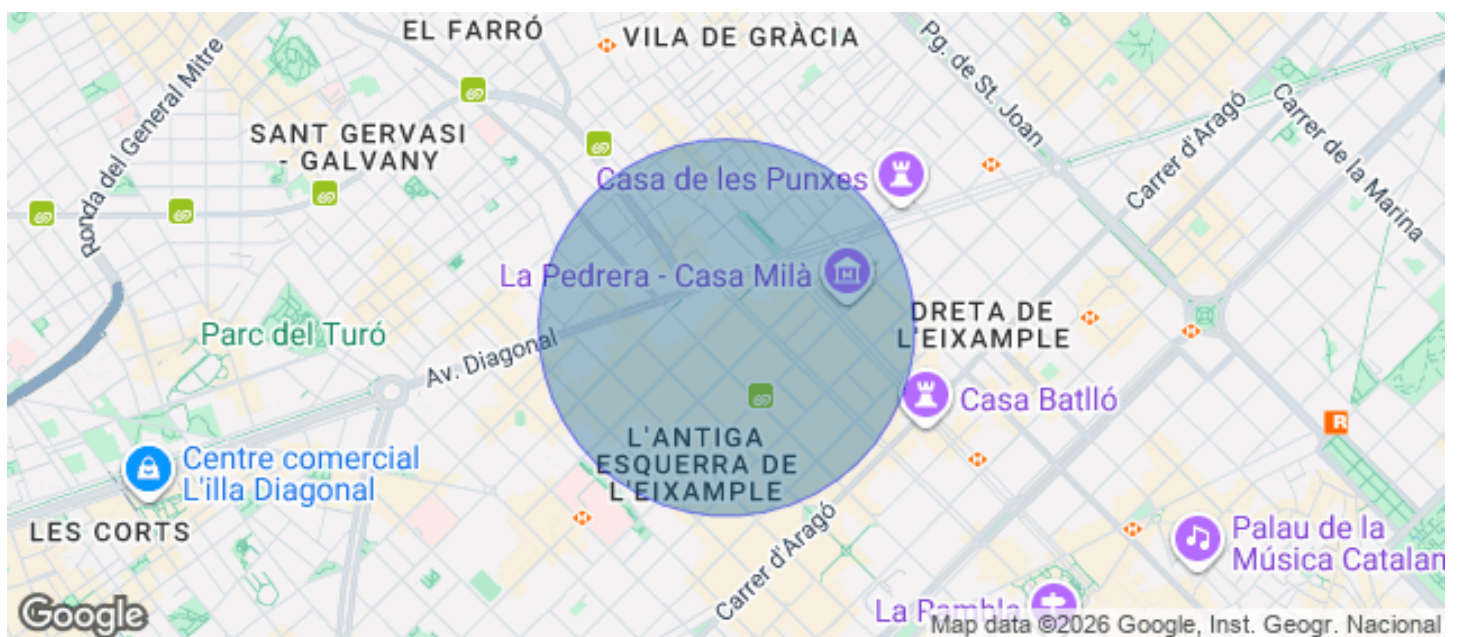 EL FARRÓ
VILA DE GRÀCIA
Pg. de St. Joan
Ronda del General Mitre
SANT GERVASI
- GALVANY
Casa de les Punxes
Carrer d'Aragó
Carrer de la Marina
La Pedrera - Casa Milà
DRETA DE
L'EIXAMPLE
Parc del Turó
Av. Diagonal
Casa Batlló
R
L'ANTIGA
ESQUERRA DE
L'EIXAMPLE
Centre comercial
L'illa Diagonal
LES CORTS
Carrer d'Aragó
Palau de la
Música Catalan
La Rambla
Google
Map data ©2026 Google, Inst. Geogr. Nacional